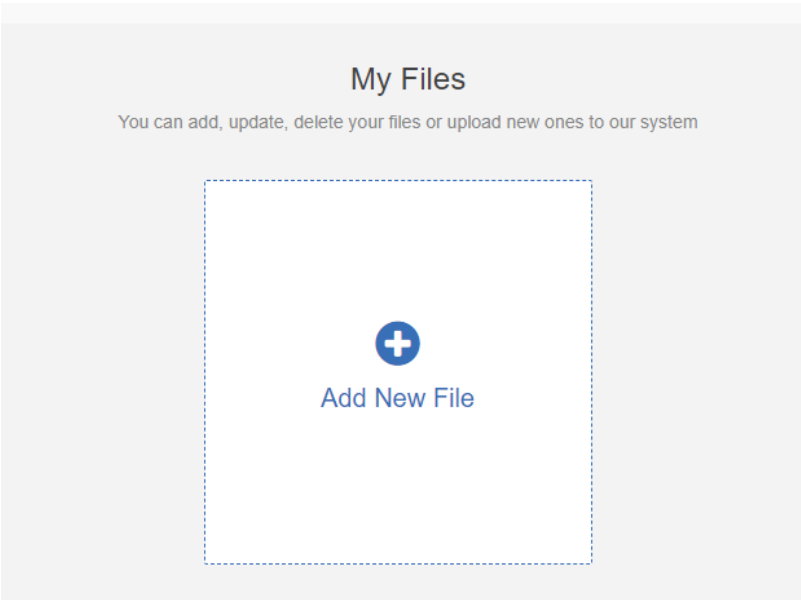 My Files
You can add, update, delete your files or upload new ones to our system
Add New File